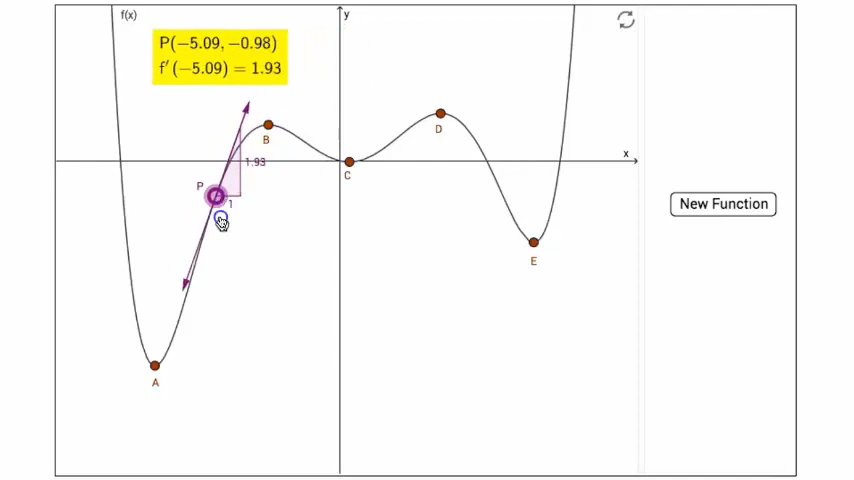 f(x)
y
P(−5.09, −0.98)
f′(−5.09) = 1.93
B
D
x
1.93
C
P
1
New Function
E
A